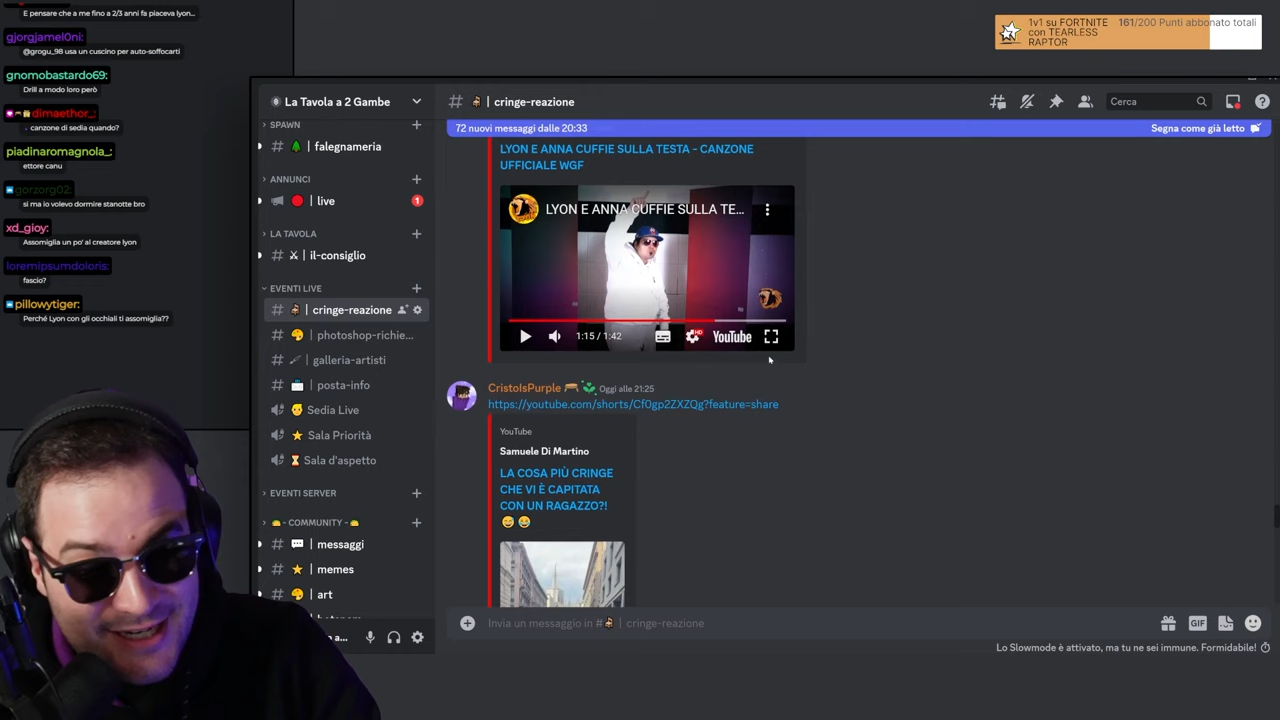 E pensare che a me fino a 2/3 anni fa piaceva lyon...
gjorgjamel0ni:
@grogu_98 usa un cuscino per auto-soffocarti
gnomobastardo69:
Drill a modo loro però
dimaethor_:
canzone di sedia quando?
piadinaromagnola_:
ettore canu
gorzorg02:
si ma io volevo dormire stanotte bro
xd_gioy:
Assomiglia un po' al creatore lyon
loremipsumdoloris:
fascio?
pillowytiger:
Perché Lyon con gli occhiali ti assomiglia??
1v1 su FORTNITE con TEARLESS RAPTOR
161/200 Punti abbonato totali
La Tavola a 2 Gambe
SPAWN
falegnameria
ANNUNCI
live
1
LA TAVOLA
il-consiglio
EVENTI LIVE
cringe-reazione
photoshop-richie...
galleria-artisti
posta-info
Sedia Live
Sala Priorità
Sala d'aspetto
EVENTI SERVER
- COMMUNITY -
messaggi
memes
art
# | cringe-reazione
Cerca
72 nuovi messaggi dalle 20:33
Segna come già letto
LYON E ANNA CUFFIE SULLA TESTA - CANZONE
UFFICIALE WGF
LYON E ANNA CUFFIE SULLA TE...
1:15 / 1:42
HD
YouTube
CristoIsPurple
Oggi alle 21:25
https://youtube.com/shorts/Cf0gp2ZXZQg?feature=share
YouTube
Samuele Di Martino
LA COSA PIÙ CRINGE
CHE VI È CAPITATA
CON UN RAGAZZO?!
Invia un messaggio in # | cringe-reazione
GIF
Lo Slowmode è attivato, ma tu ne sei immune. Formidabile!